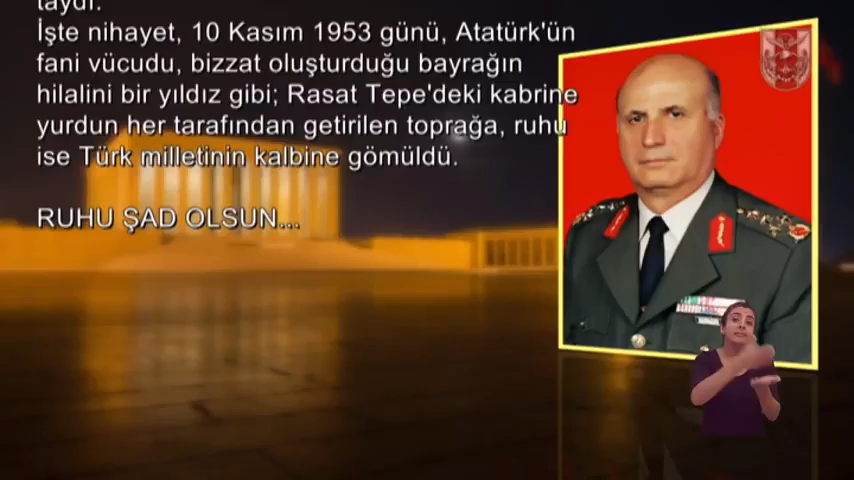 taydı.
İşte nihayet, 10 Kasım 1953 günü, Atatürk'ün
fani vücudu, bizzat oluşturduğu bayrağın
hilalini bir yıldız gibi; Rasat Tepe'deki kabrine
yurdun her tarafından getirilen toprağa, ruhu
ise Türk milletinin kalbine gömüldü.
RUHU ŞAD OLSUN...